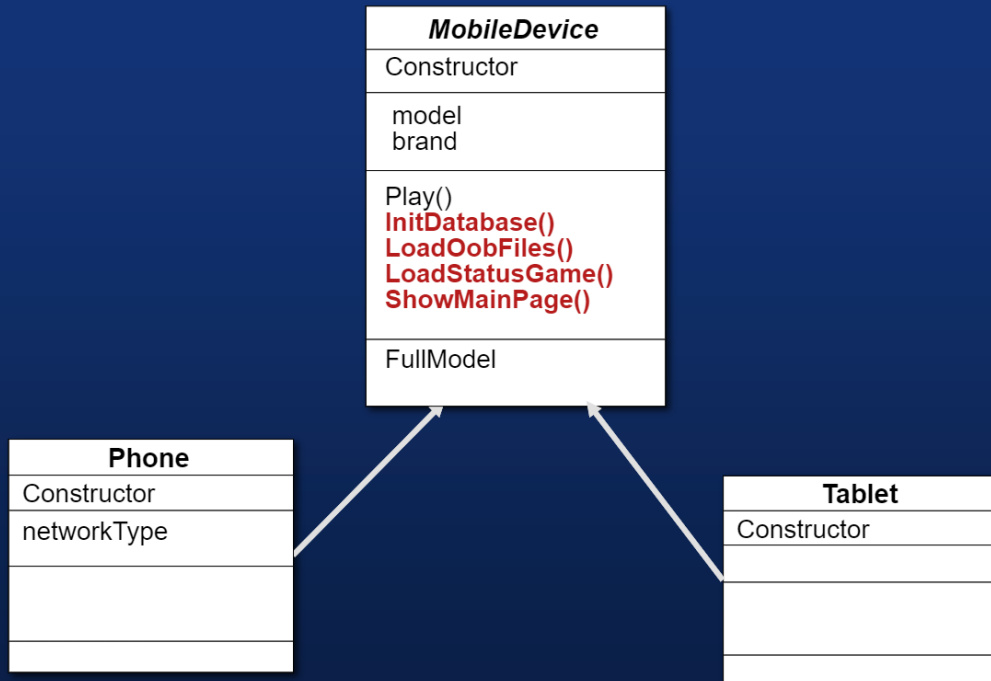 MobileDevice
Constructor
model
brand
Play()
InitDatabase()
LoadOobFiles()
LoadStatusGame()
ShowMainPage()
FullModel
Phone
Constructor
networkType
Tablet
Constructor